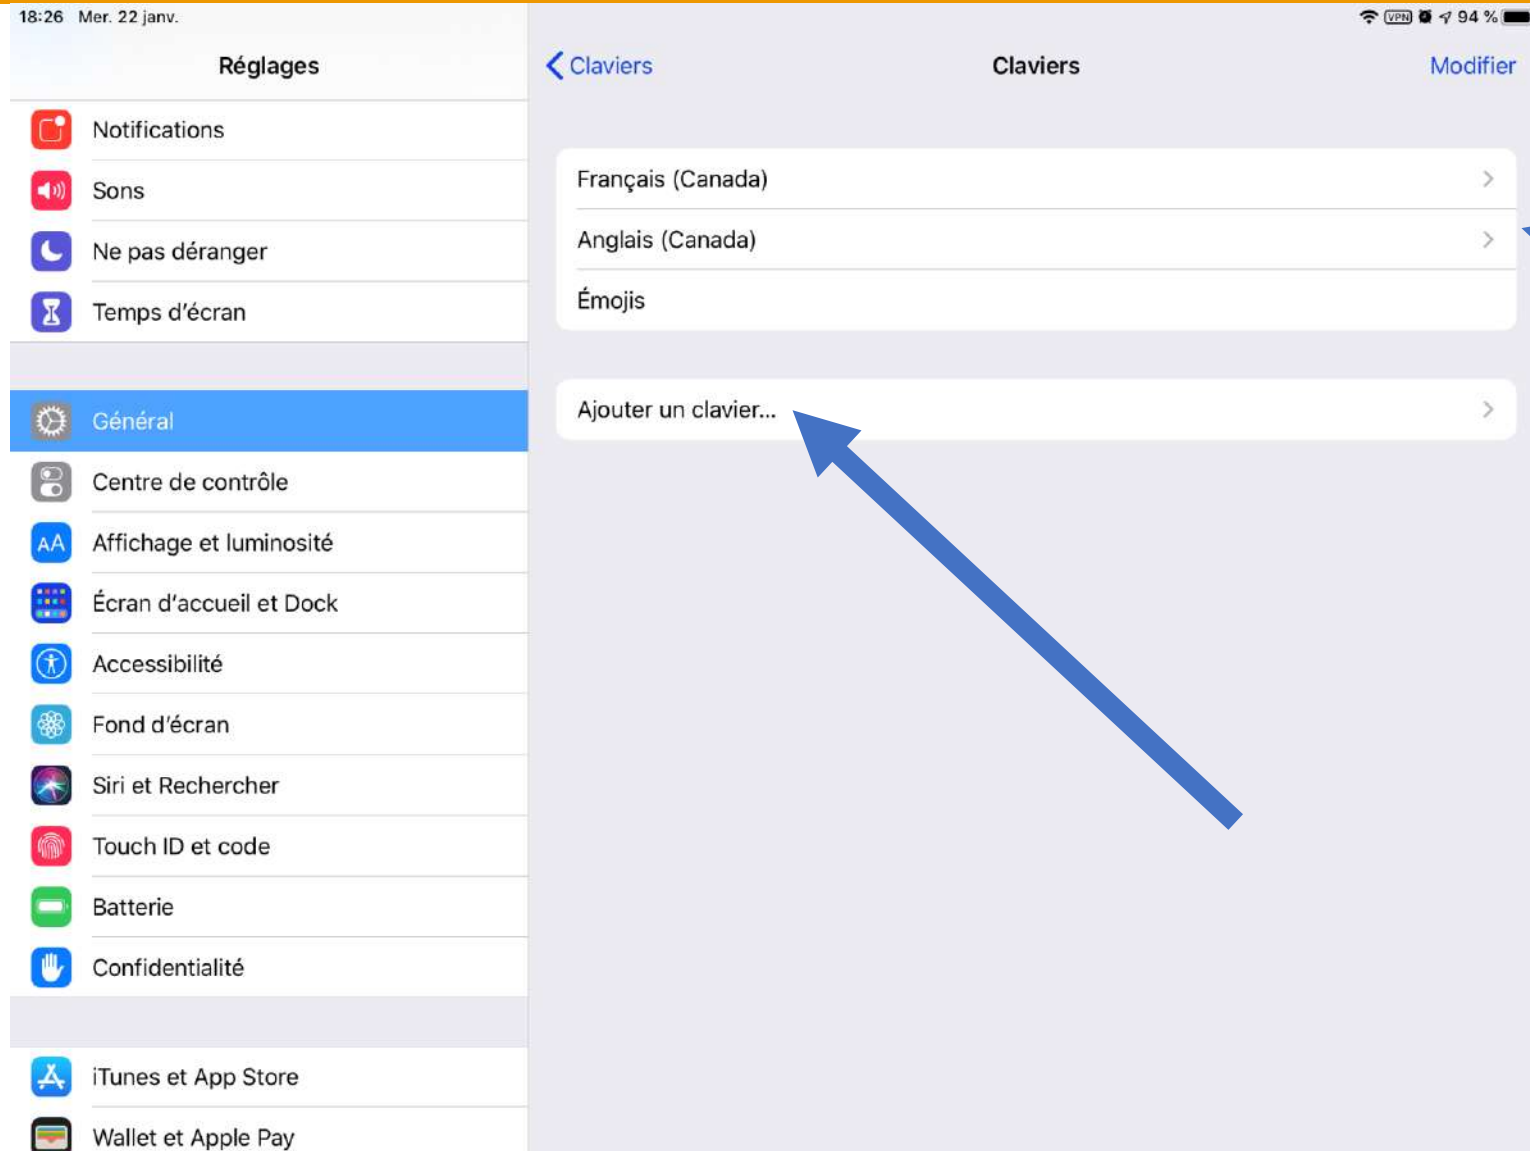 18:26 Mer. 22 janv.
VPN 94 %
Réglages
Notifications
Sons
Ne pas déranger
Temps d'écran
Général
Centre de contrôle
AA Affichage et luminosité
Écran d'accueil et Dock
Accessibilité
Fond d'écran
Siri et Rechercher
Touch ID et code
Batterie
Confidentialité
iTunes et App Store
Wallet et Apple Pay
Claviers Claviers Modifier
Français (Canada)
Anglais (Canada)
Émojis
Ajouter un clavier...